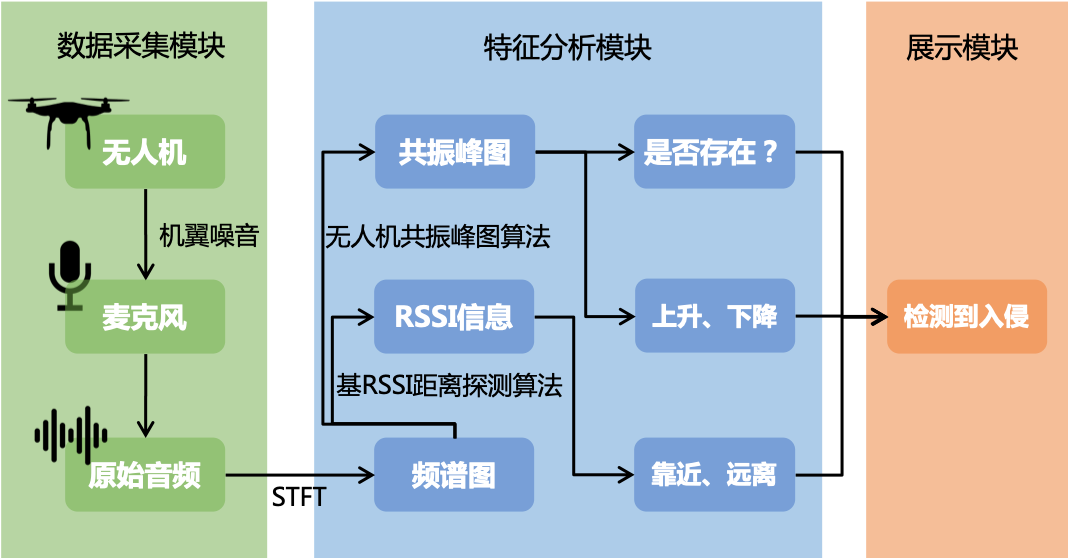 数据采集模块
特征分析模块
展示模块
无人机
共振峰图
是否存在？
机翼噪音
无人机共振峰图算法
麦克风
RSSI信息
上升、下降
检测到入侵
基RSSI距离探测算法
原始音频
STFT
频谱图
靠近、远离